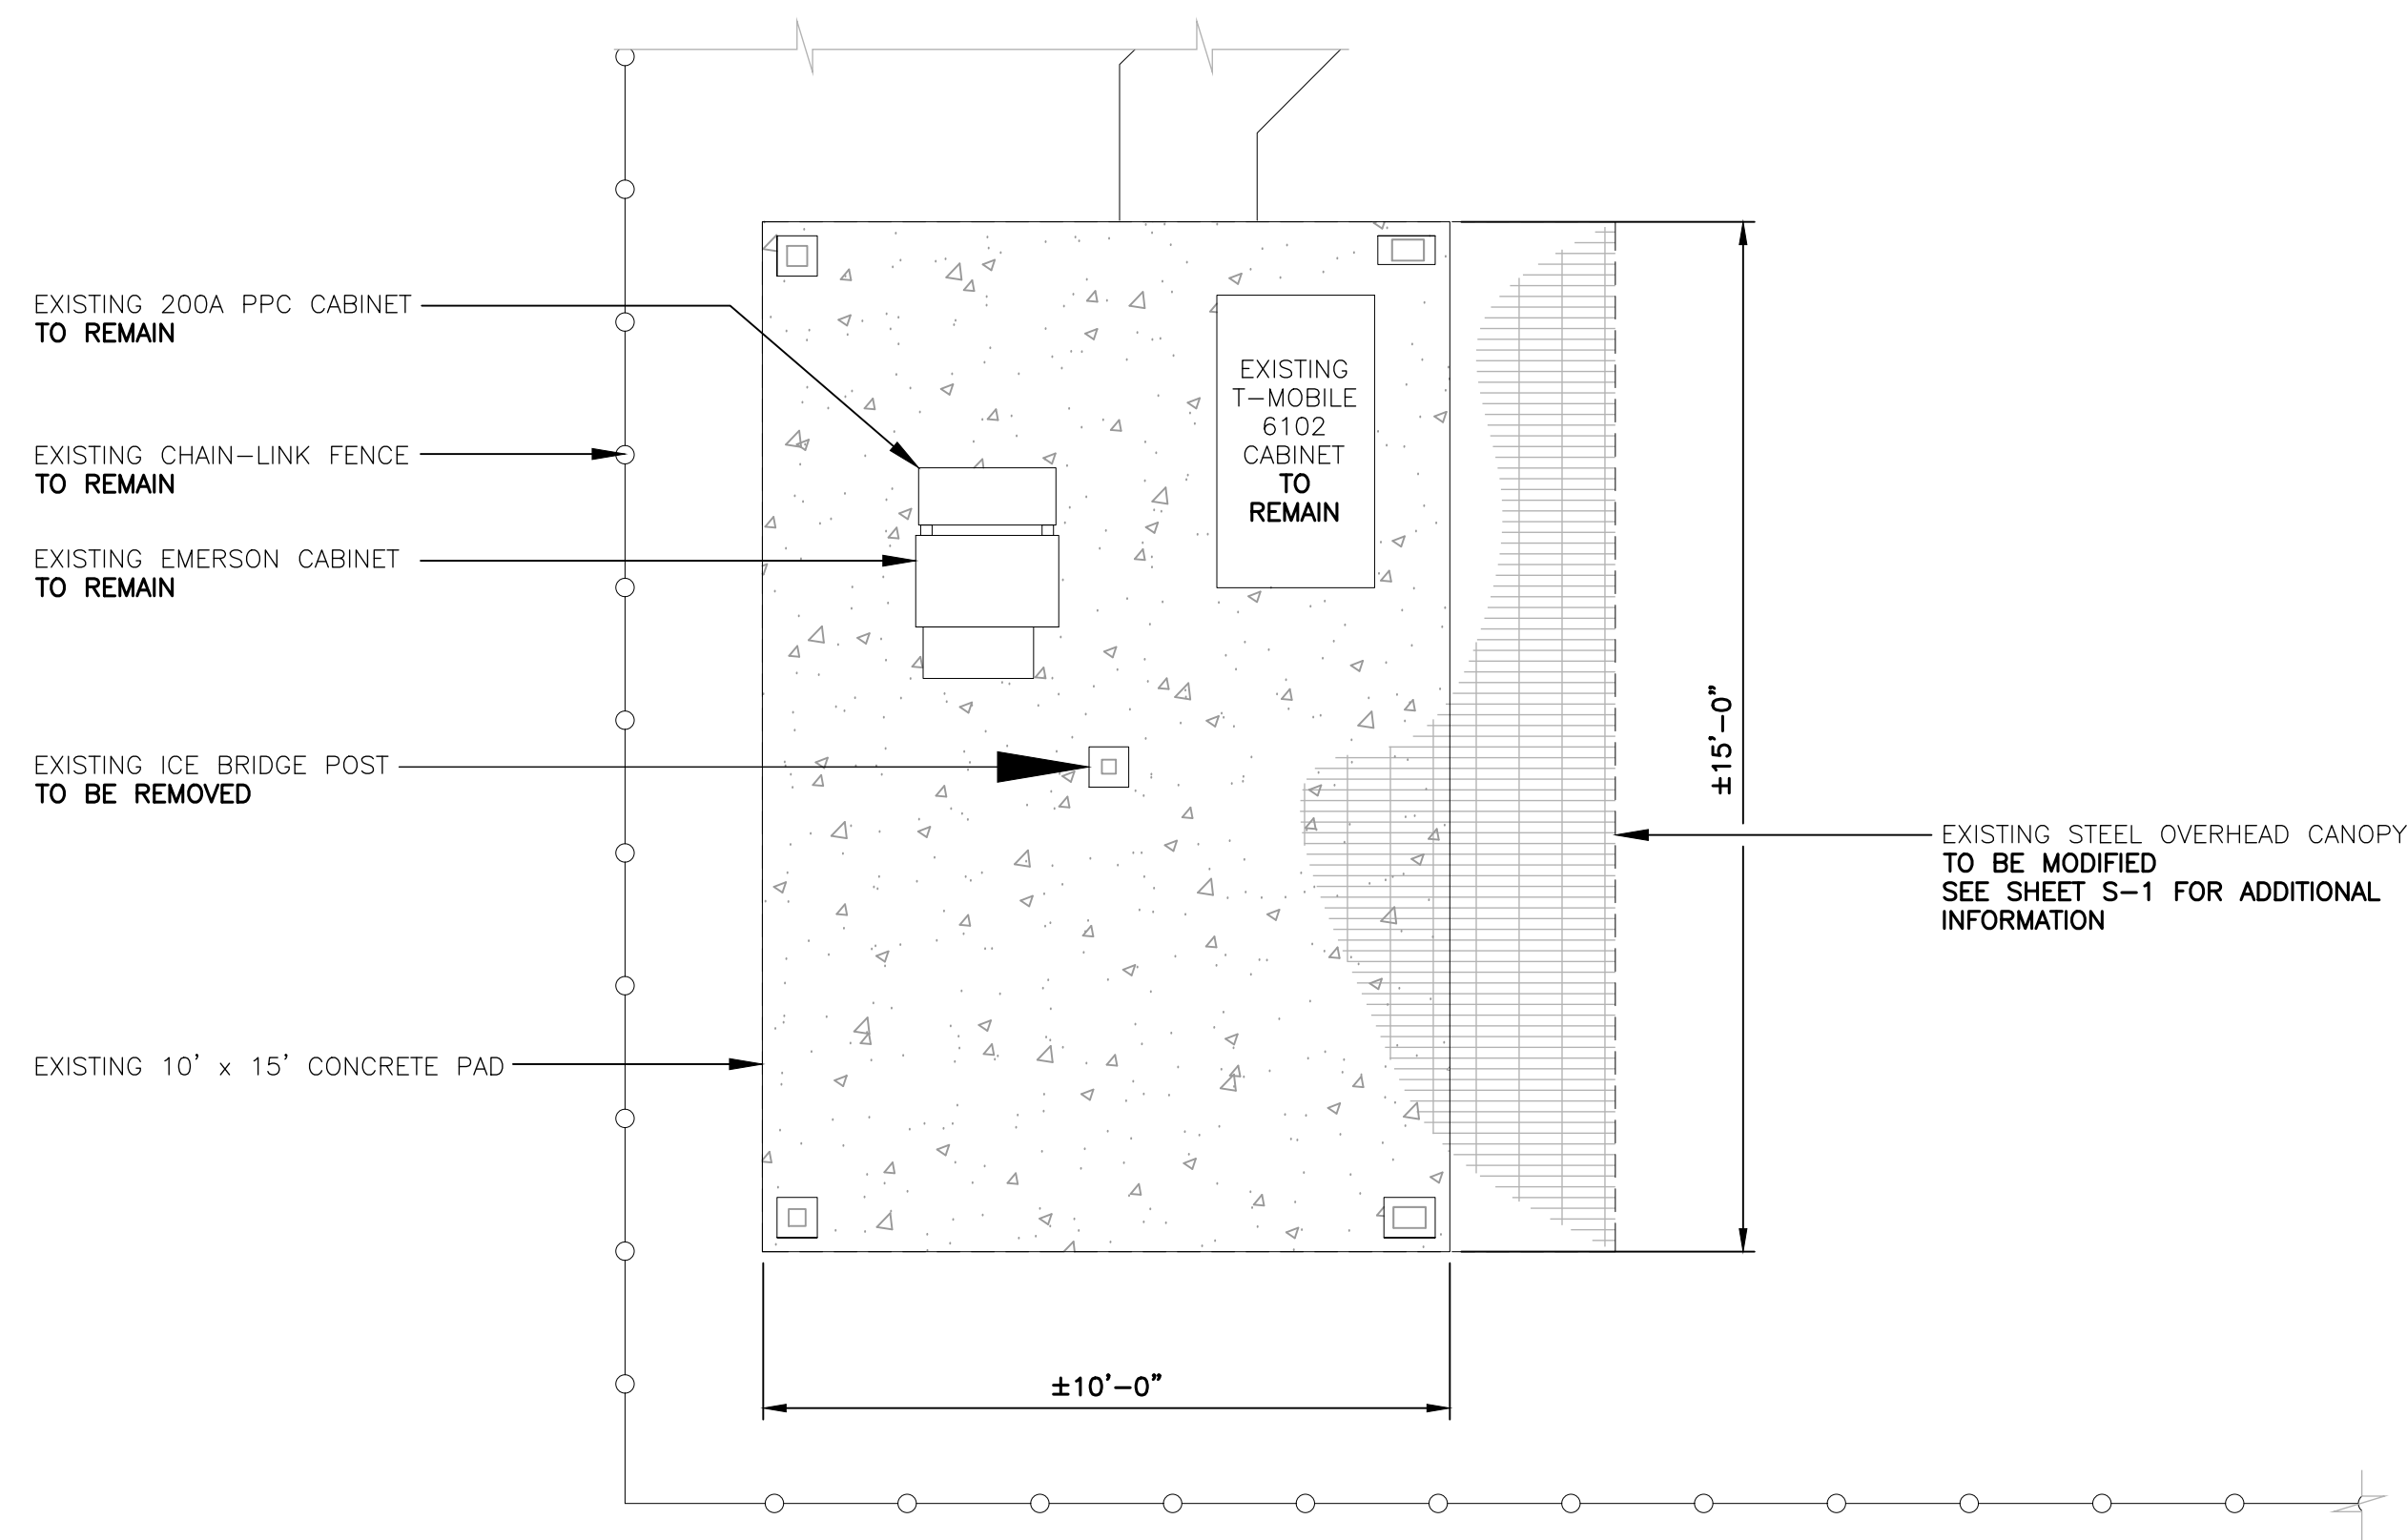 EXISTING 200A PPC CABINET
TO REMAIN
EXISTING CHAIN-LINK FENCE
TO REMAIN
EXISTING EMERSON CABINET
TO REMAIN
EXISTING ICE BRIDGE POST
TO BE REMOVED
EXISTING 10' x 15' CONCRETE PAD
EXISTING
T-MOBILE
6102
CABINET
TO
REMAIN
±15'-0"
EXISTING STEEL OVERHEAD CANOPY
TO BE MODIFIED
SEE SHEET S-1 FOR ADDITIONAL
INFORMATION
±10'-0"